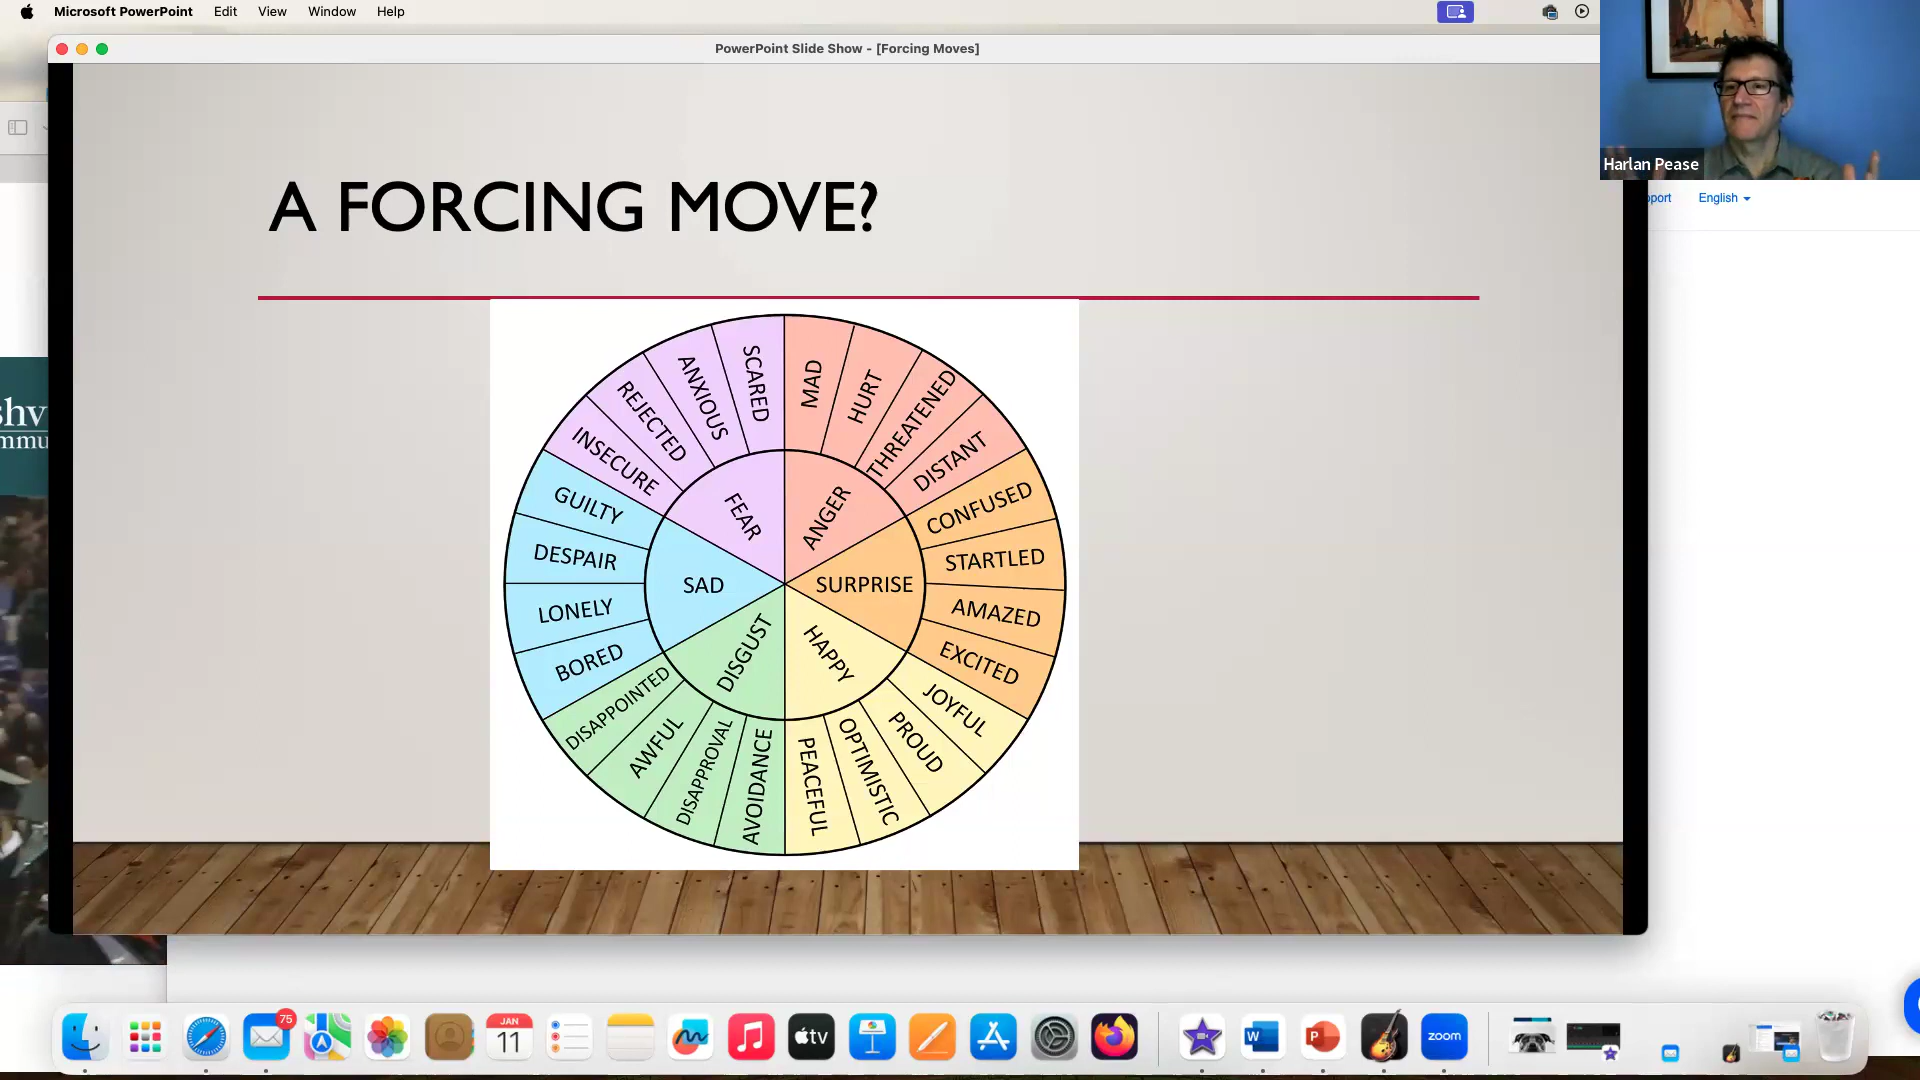 Microsoft PowerPoint Edit View Window Help
PowerPoint Slide Show - [Forcing Moves]
Harlan Pease
English
A FORCING MOVE?
SCARED
ANXIOUS
REJECTED
INSECURE
MAD
HURT
THREATENED
DISTANT
FEAR
ANGER
GUILTY
DESPAIR
LONELY
BORED
SAD
SURPRISE
CONFUSED
STARTLED
AMAZED
EXCITED
DISGUST
HAPPY
DISAPPOINTED
AWFUL
DISAPPROVAL
AVOIDANCE
PEACEFUL
OPTIMISTIC
PROUD
JOYFUL
75
JAN
11
tv
W
P
zoom